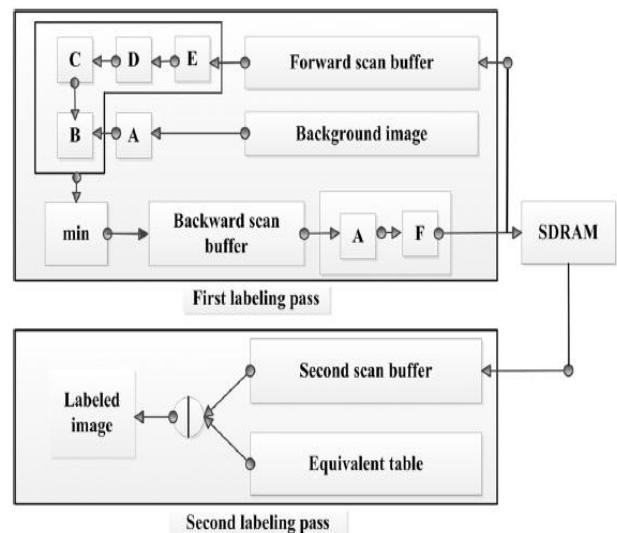 C D E Forward scan buffer
B A Background image
min Backward scan
buffer A F SDRAM
First labeling pass
Second scan buffer
Labeled
image
Equivalent table
Second labeling pass